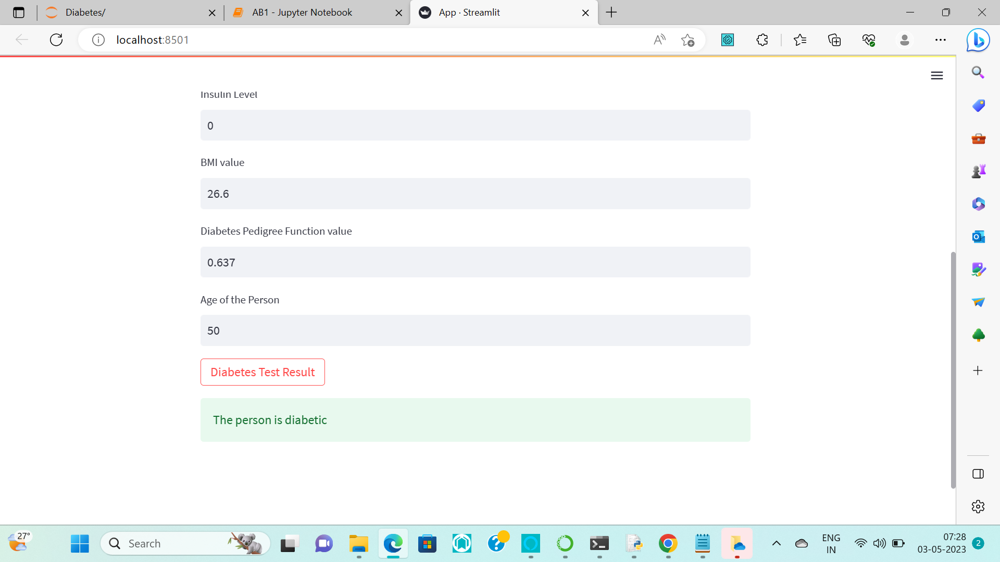 Diabetes/
AB1 - Jupyter Notebook
App · Streamlit
localhost:8501
Insulin Level
0
BMI value
26.6
Diabetes Pedigree Function value
0.637
Age of the Person
50
Diabetes Test Result
The person is diabetic
27°
Search
ENG
IN
07:28
03-05-2023
2